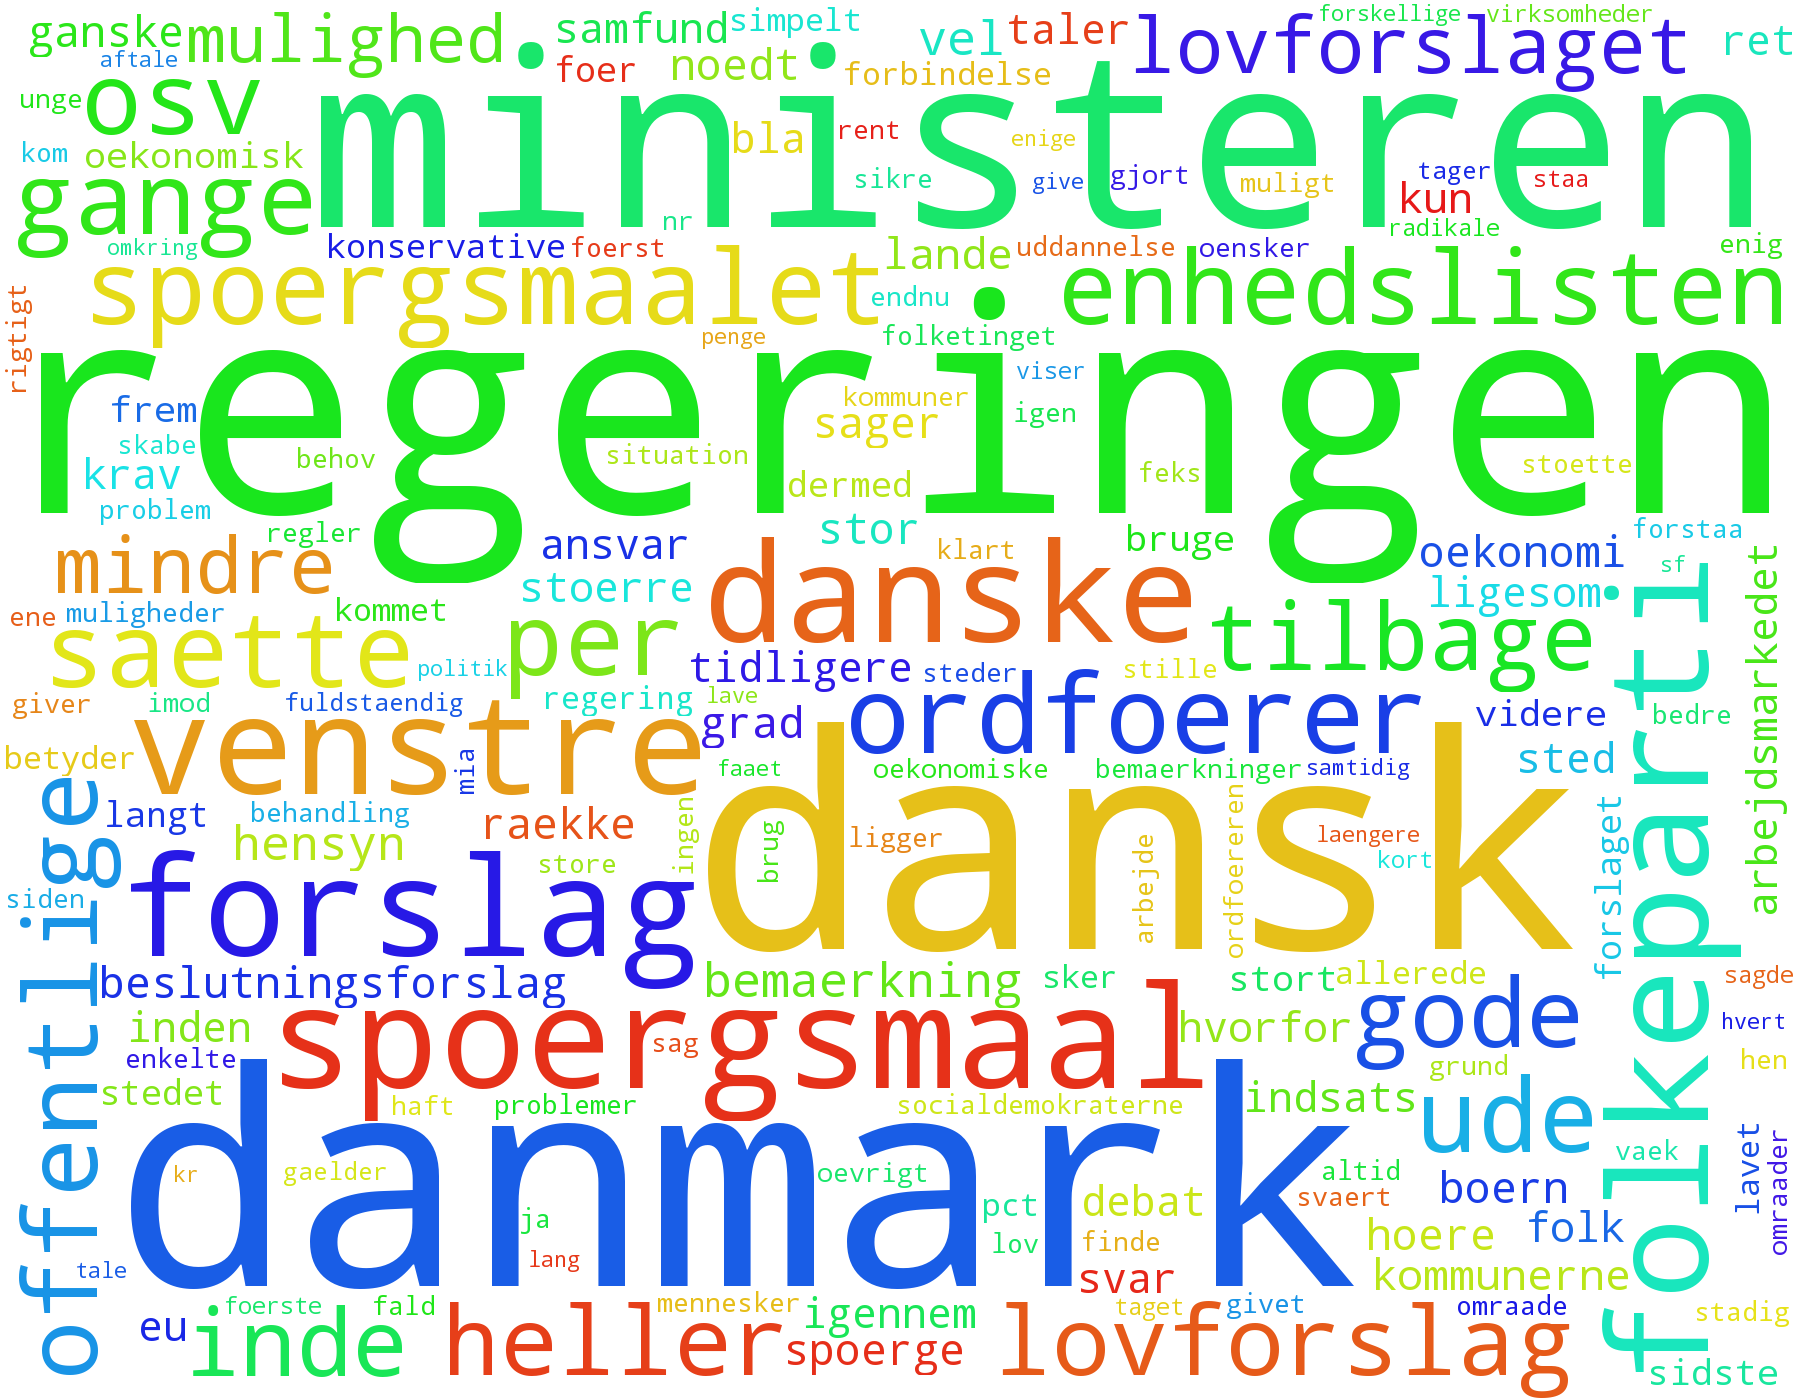 ganske
mulighed
samfund
simpelt
vel
taler
forskellige
virksomheder
lovforslaget
ret
aftale
foer
noedt
forbindelse
unge
osv
ministeren
bla
rent
enige
kom
oekonomisk
gange
sikre
give
gjort
muligt
tager
kun
staa
nr
radikale
omkring
konservative
foerst
lande
uddannelse
oensker
enig
spoergsmaalet
endnu
enhedslisten
rigtigt
penge
folketinget
regeringen
viser
frem
kommuner
sager
igen
skabe
krav
behov
situation
dermed
feks
stoette
problem
regler
ansvar
stor
klart
bruge
oekonomi
forstaa
mindre
danske
stoerre
ligesom
sf
ene
muligheder
kommet
saette
per
tilbage
arbejdsmarkedet
politik
tidligere
steder
stille
giver
imod
fuldstaendig
regering
lave
grad
ordfoerer
videre
bedre
venstre
betyder
mia
faaet
oekonomiske
bemaerkninger
samtidig
sted
folkeparti
offentlige
langt
behandling
raekke
ingen
brug
dansk
ligger
arbejde
ordfoereren
laengere
kort
forslaget
hensyn
store
siden
forslag
beslutningsforslag
bemaerkning
sker
stort
allerede
sagde
inden
spoergsmaal
sag
hvorfor
gode
hvert
enkelte
grund
hen
stedet
haft
problemer
socialdemokraterne
indsats
ude
danmark
kr
gaelder
oevrigt
altid
vaek
lavet
omraader
ja
pct
debat
svaert
boern
lang
lov
finde
hoere
folk
tale
svar
kommunerne
eu
foerste
fald
mennesker
igennem
taget
givet
omraade
stadig
inde
heller
spoerge
lovforslag
sidste